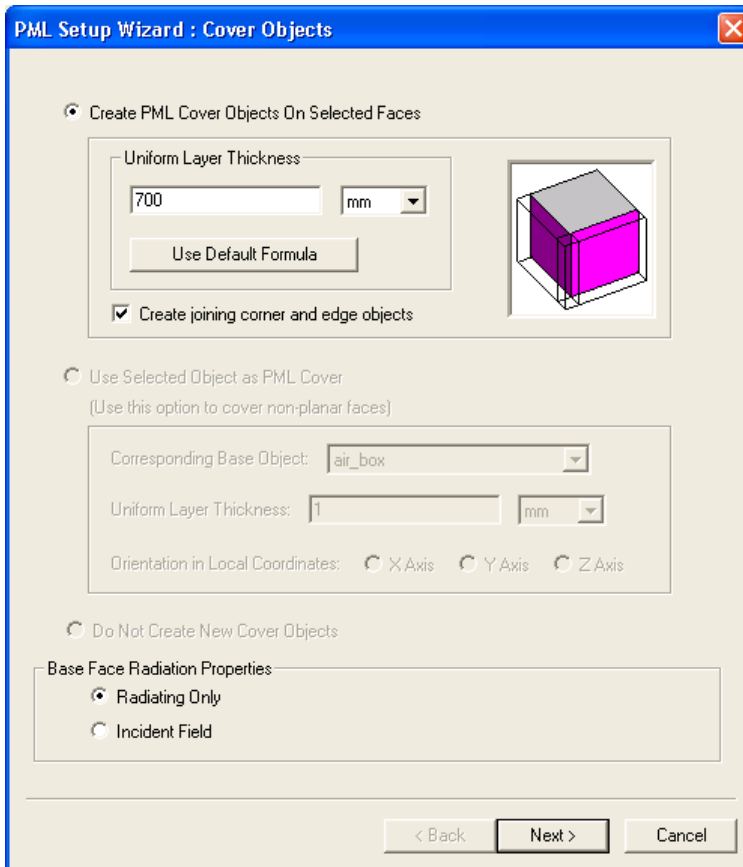 PML Setup Wizard : Cover Objects
Create PML Cover Objects On Selected Faces
Uniform Layer Thickness
700 mm
Use Default Formula
Create joining corner and edge objects
Use Selected Object as PML Cover
(Use this option to cover non-planar faces)
Corresponding Base Object: air_box
Uniform Layer Thickness: 1 mm
Orientation in Local Coordinates: X Axis Y Axis Z Axis
Do Not Create New Cover Objects
Base Face Radiation Properties
Radiating Only
Incident Field
< Back Next > Cancel